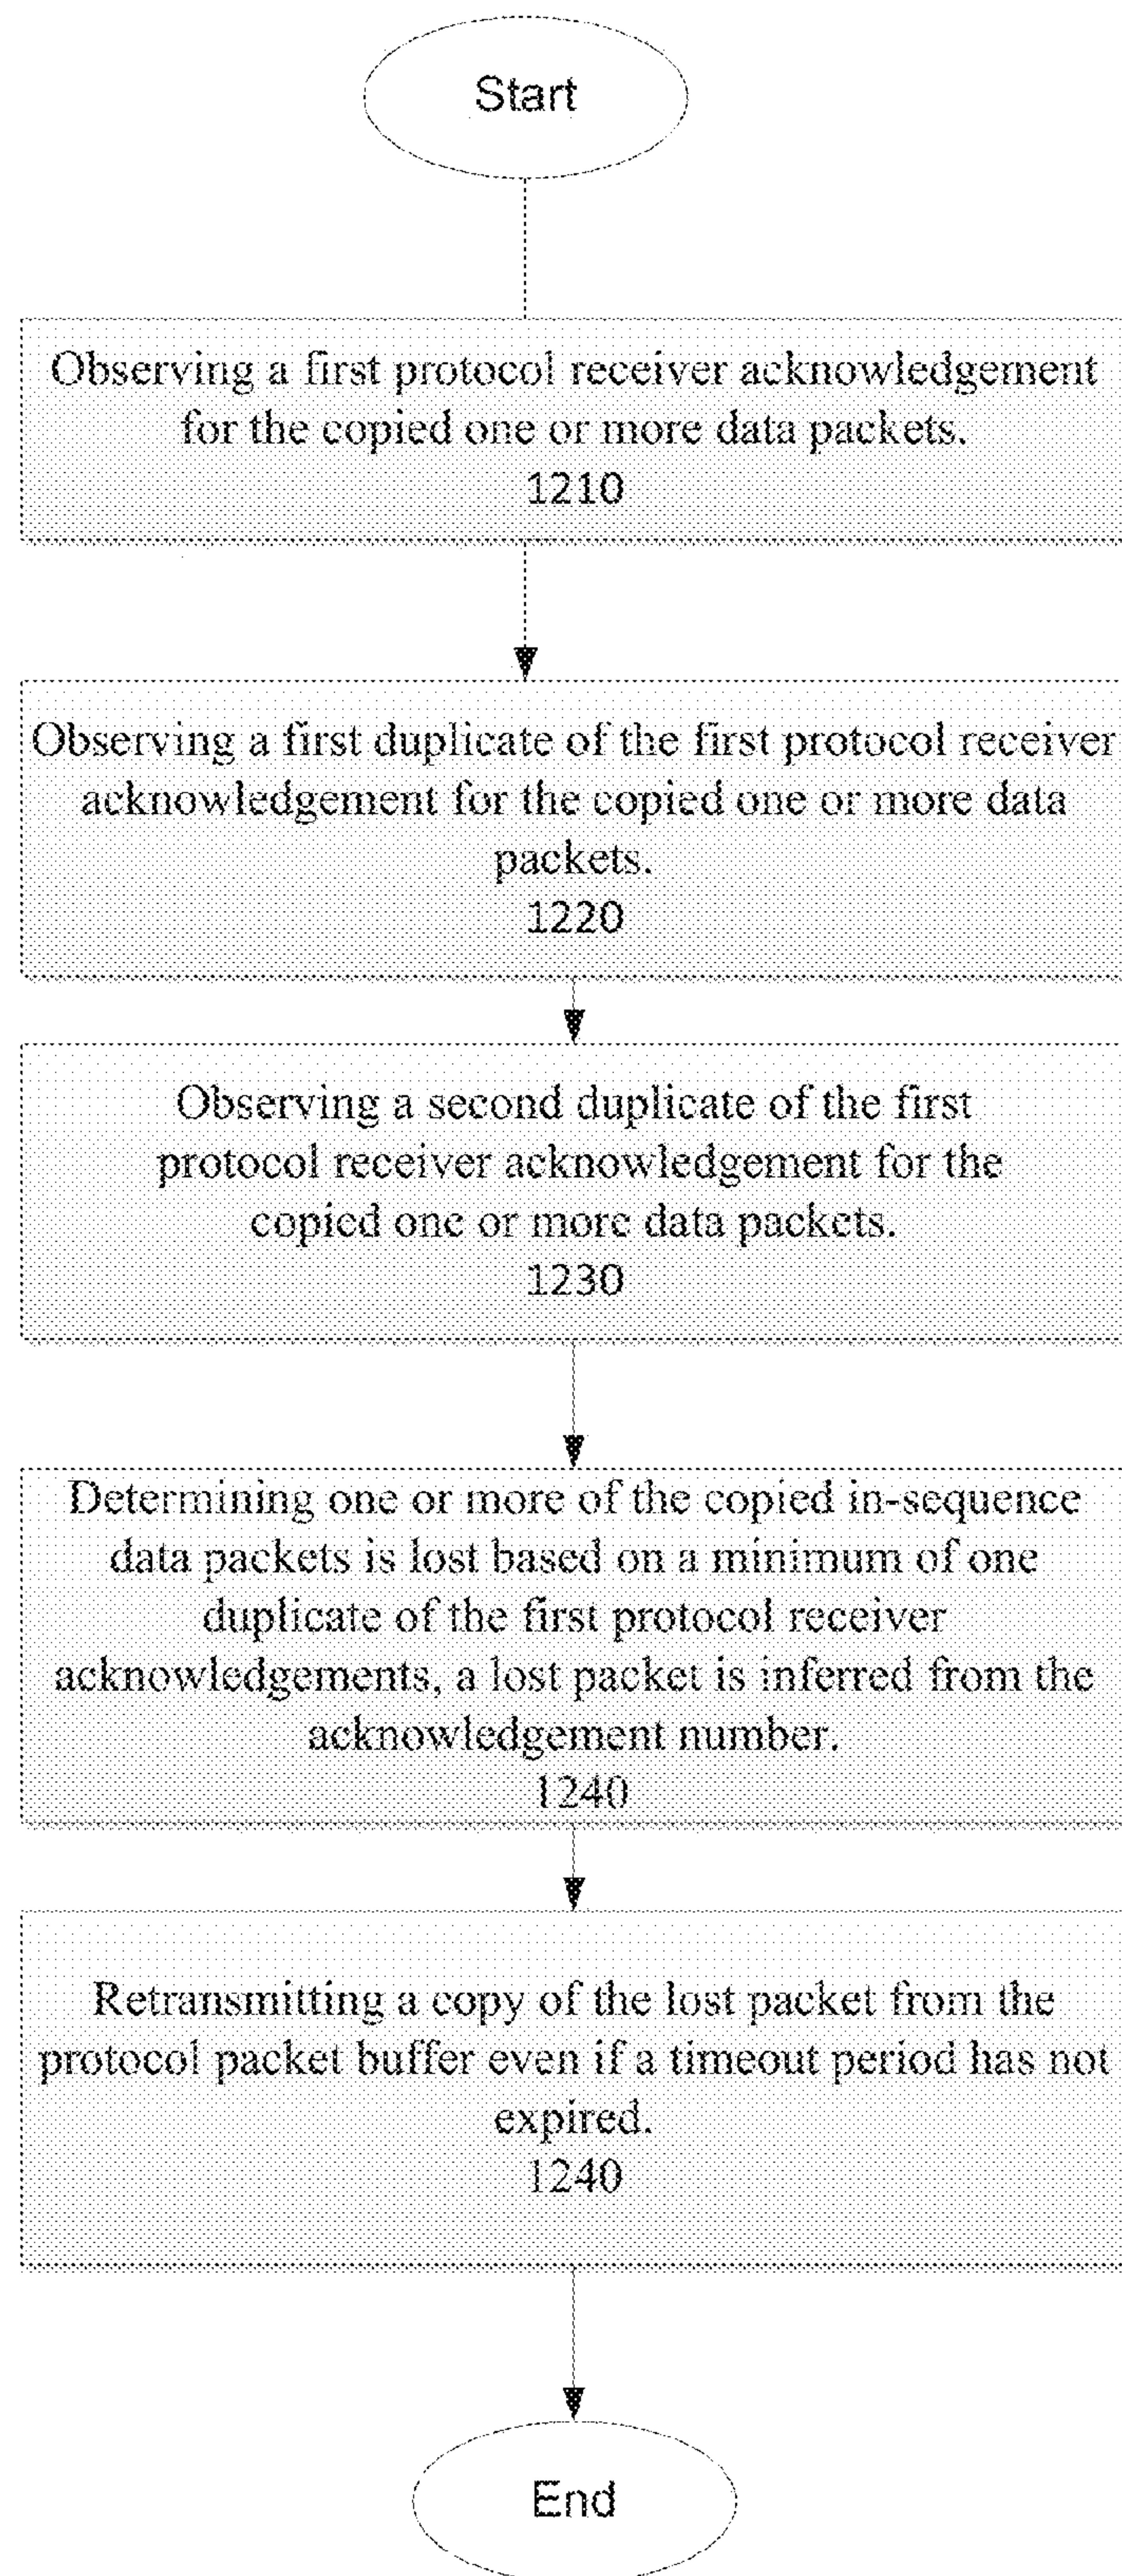 Start
Observing a first protocol receiver acknowledgement
for the copied one or more data packets.
1210
Observing a first duplicate of the first protocol receiver
acknowledgement for the copied one or more data
packets.
1220
Observing a second duplicate of the first
protocol receiver acknowledgement for the
copied one or more data packets.
1230
Determining one or more of the copied in-sequence
data packets is lost based on a minimum of one
duplicate of the first protocol receiver
acknowledgements, a lost packet is inferred from the
acknowledgement number.
1240
Retransmitting a copy of the lost packet from the
protocol packet buffer even if a timeout period has not
expired.
1240
End